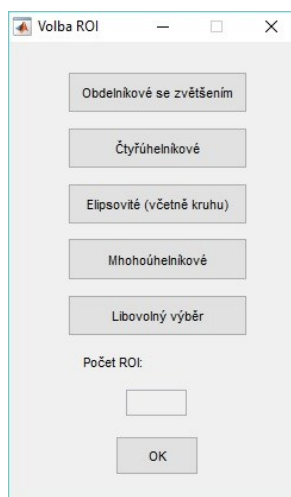 Volba ROI
Obdelníkové se zvětšením
Čtyřúhelníkové
Elipsovité (včetně kruhu)
Mhohoúhelníkové
Libovolný výběr
Počet ROI:
OK